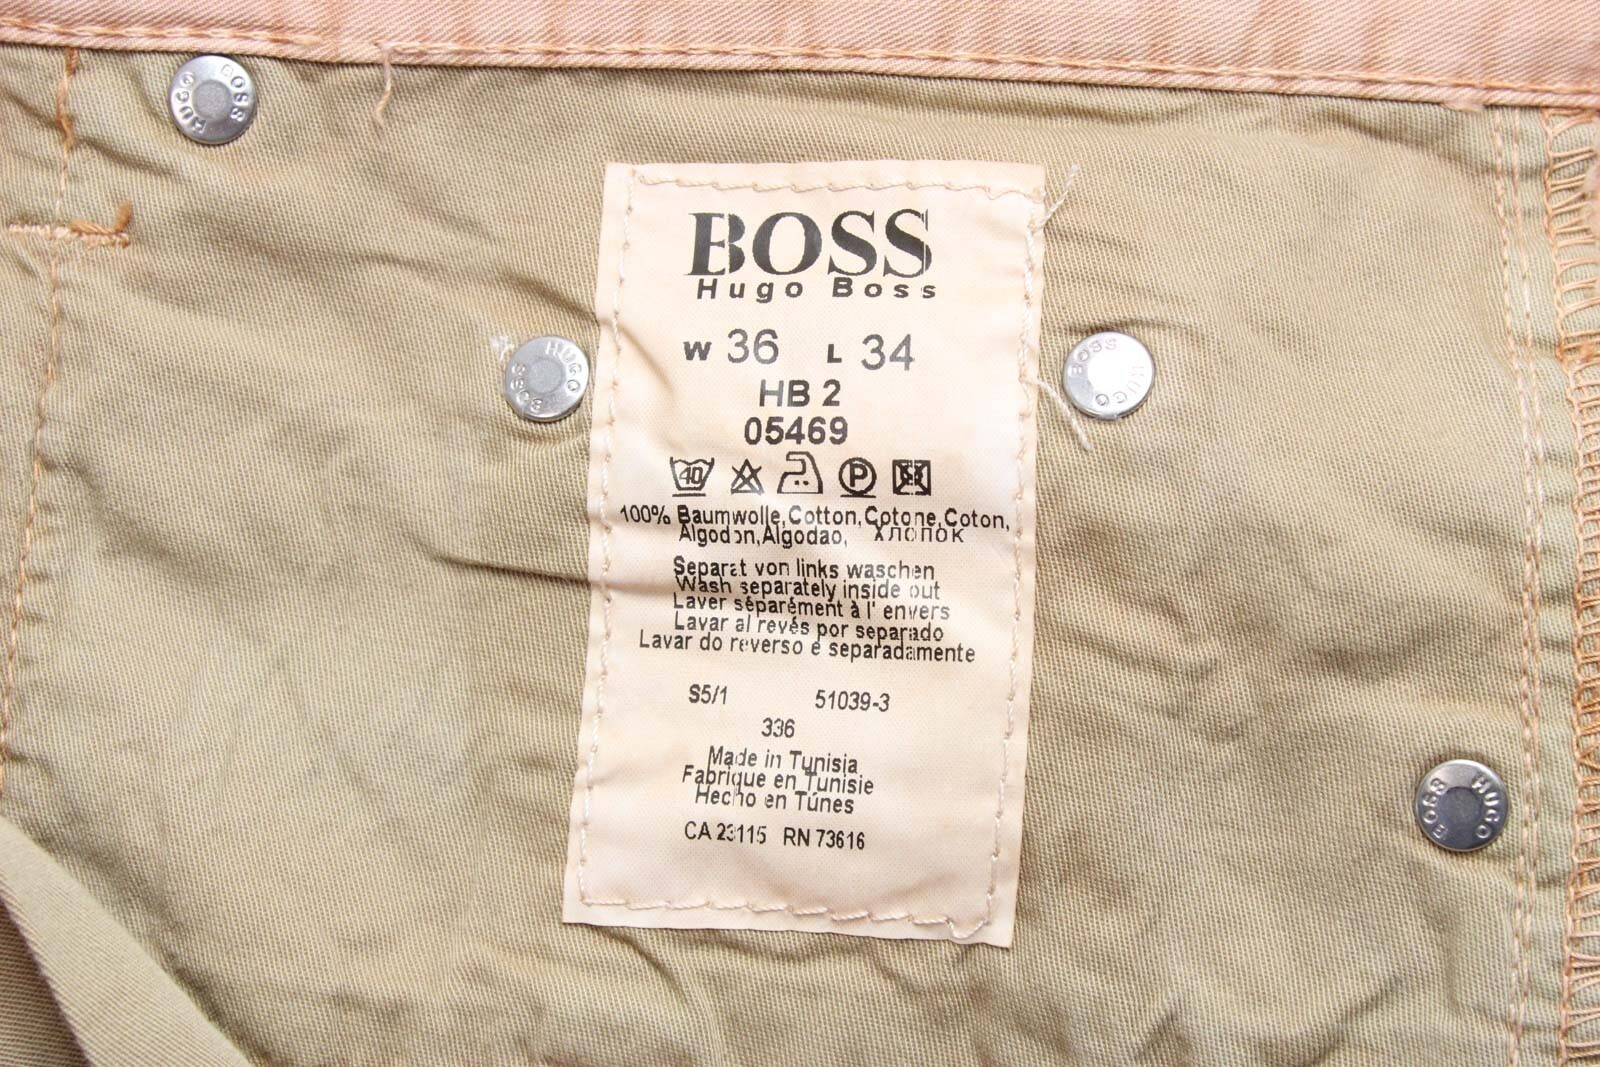 HUGO BOSS
BOSS
Hugo Boss
W 36 L 34
HUGO BOSS
HUGO BOSS
HB 2
05469
40 P
100% Baumwolle,Cotton,Cotone,Coton,
Algodon,Algodao, ХЛОПОК
Separat von links waschen
Wash separately inside out
Laver séparément à l' envers
Lavar al revés por separado
Lavar do reverso e separadamente
S5/1 51039-3
336
Made in Tunisia
Fabrique en Tunisie
Hecho en Túnes
HUGO BOSS
CA 23115 RN 73616